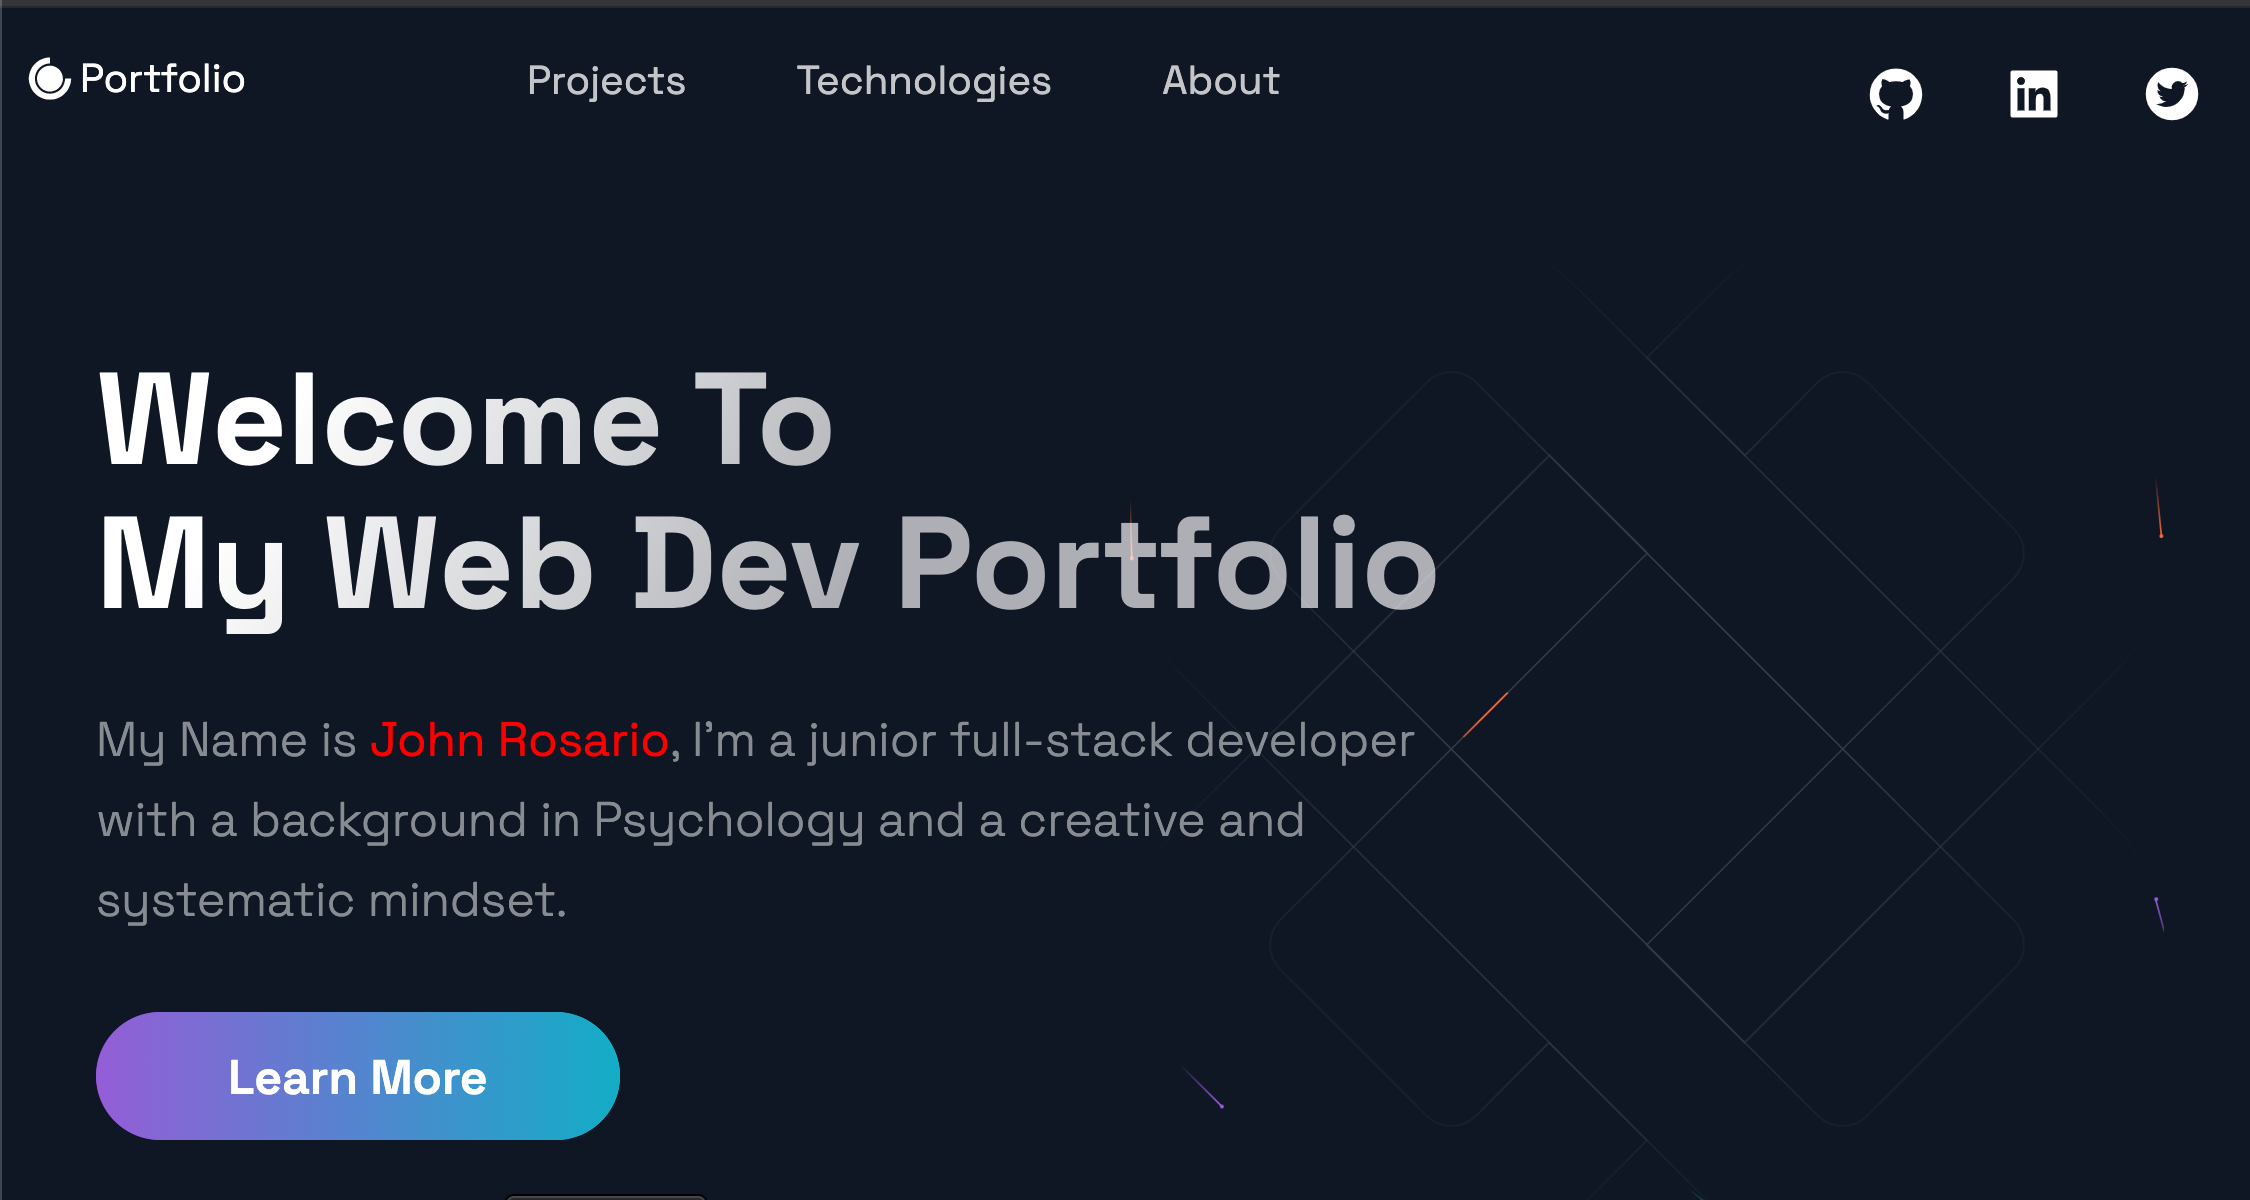 Portfolio
Projects
Technologies
About
Welcome To
My Web Dev Portfolio
My Name is John Rosario, I’m a junior full-stack developer
with a background in Psychology and a creative and
systematic mindset.
Learn More